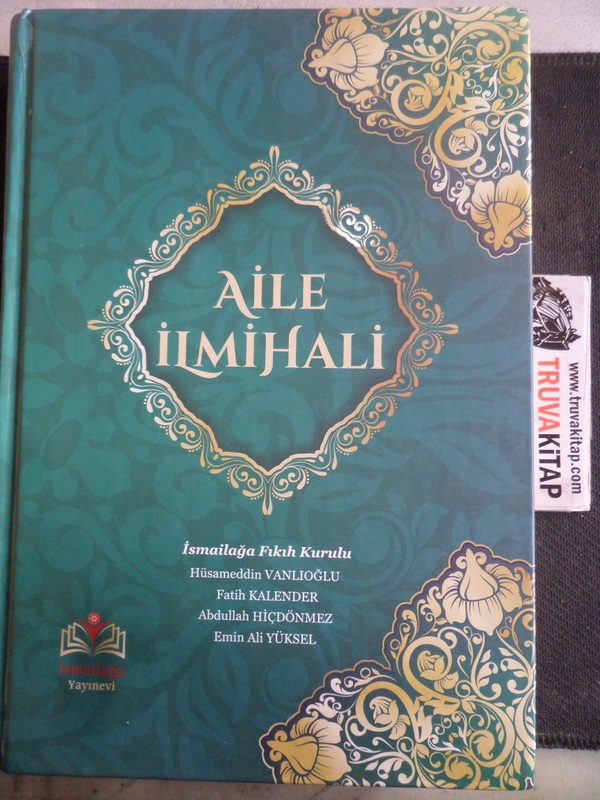 AİLE
İLMİHALİ
İsmailağa Fıkıh Kurulu
Hüsameddin VANLIOĞLU
Fatih KALENDER
Abdullah HİÇDÖNMEZ
Emin Ali YÜKSEL
İsmailağa
Yayınevi
www.truvakitap.com
TRUVAKİTAP